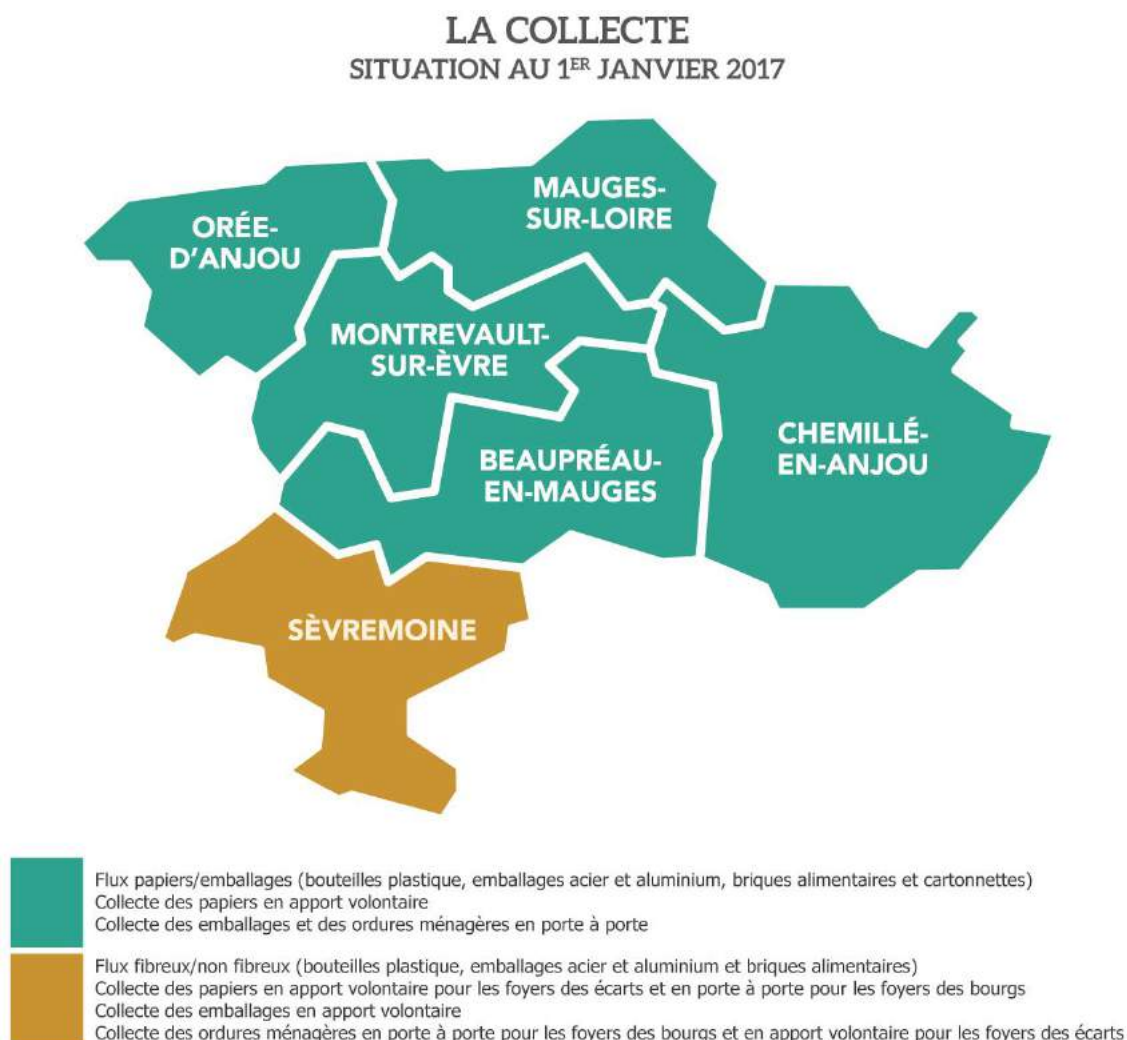 LA COLLECTE
SITUATION AU 1ER JANVIER 2017
MAUGES-
SUR-LOIRE
ORÉE-
D'ANJOU
MONTREVAULT-
SUR-ÈVRE
CHEMILLÉ-
EN-ANJOU
BEAUPRÉAU-
EN-MAUGES
SÈVREMOINE
Flux papiers/emballages (bouteilles plastique, emballages acier et aluminium, briques alimentaires et cartonnettes)
Collecte des papiers en apport volontaire
Collecte des emballages et des ordures ménagères en porte à porte
Flux fibreux/non fibreux (bouteilles plastique, emballages acier et aluminium et briques alimentaires)
Collecte des papiers en apport volontaire pour les foyers des écarts et en porte à porte pour les foyers des bourgs
Collecte des emballages en apport volontaire
Collecte des ordures ménagères en porte à porte pour les foyers des bourgs et en apport volontaire pour les foyers des écarts